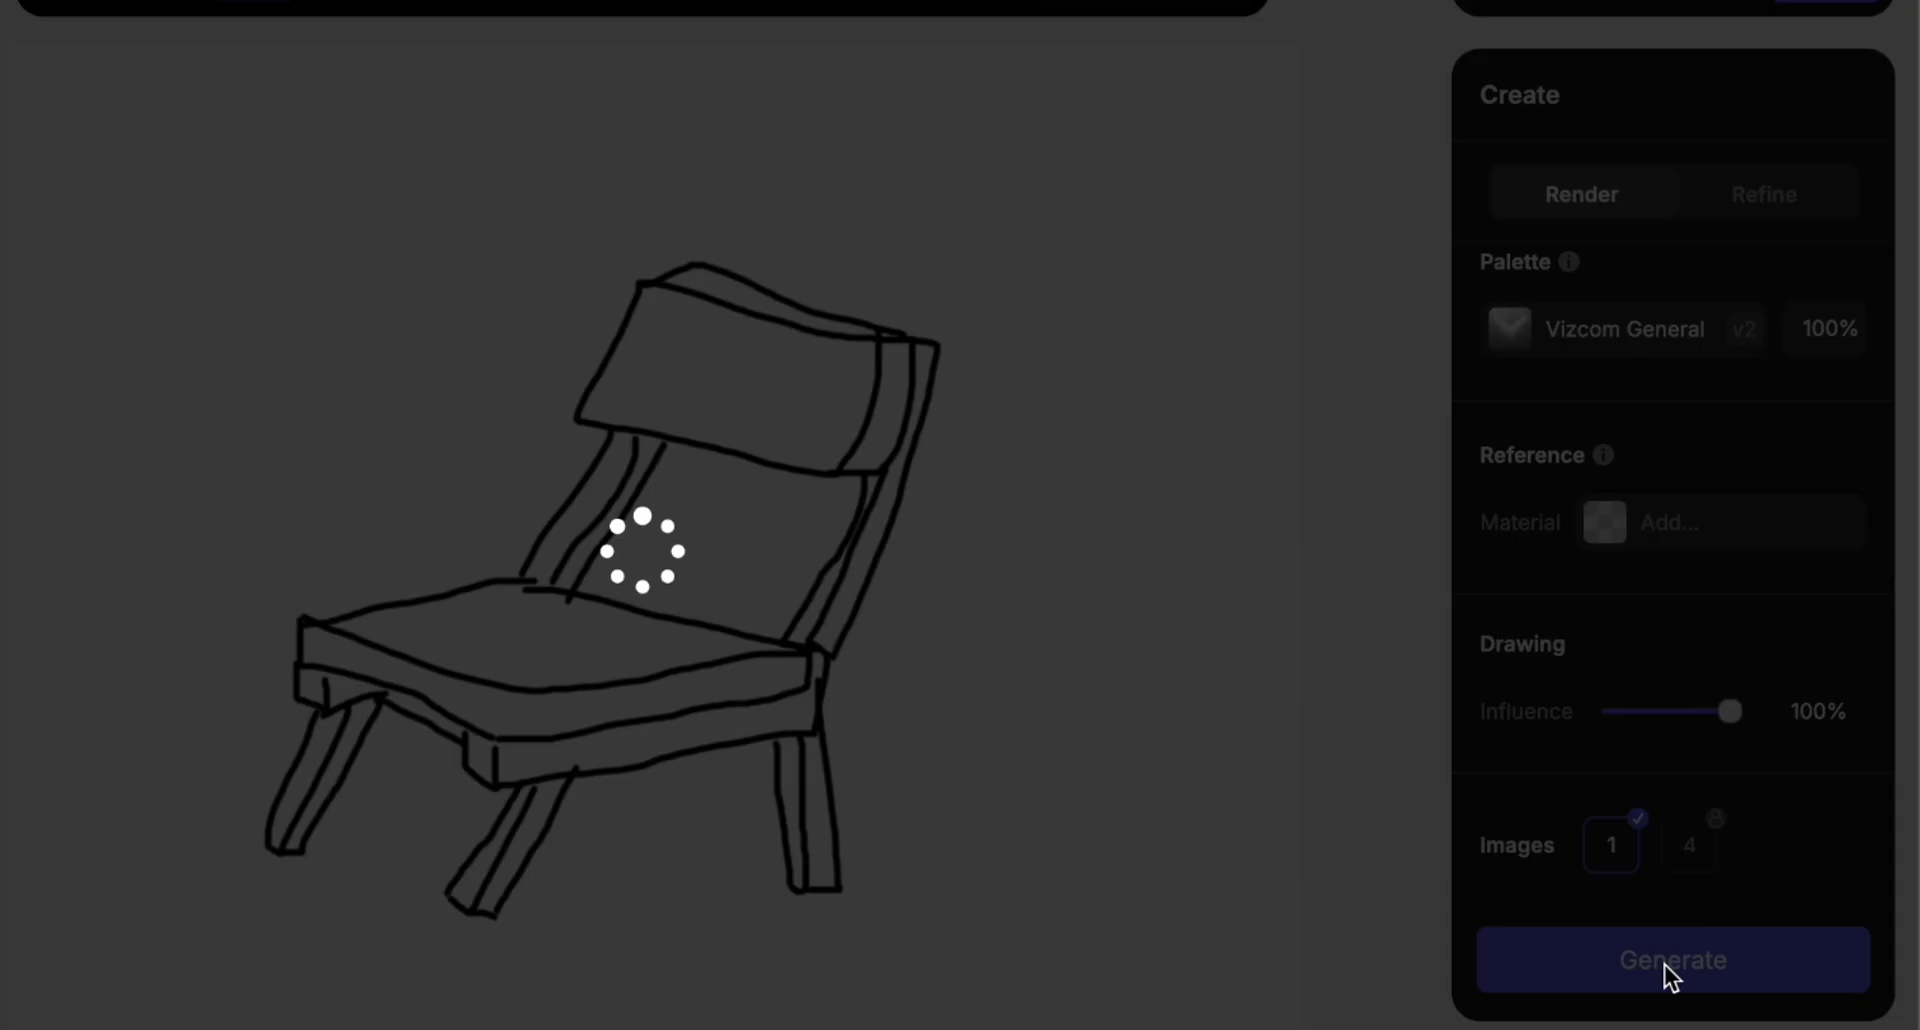 Create
Render Refine
Palette
Vizcom General v2 100%
Reference
Material Add...
Drawing
Influence 100%
Images 1 4
Generate